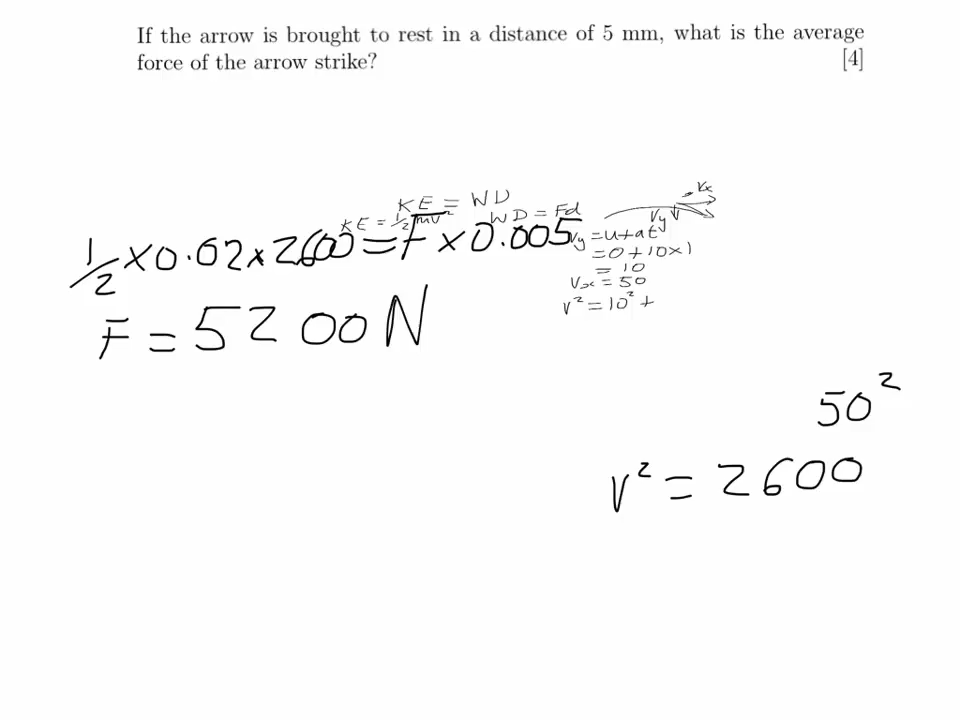 If the arrow is brought to rest in a distance of 5 mm, what is the average
force of the arrow strike? [4]
KE = WD
KE = ½mv² WD = Fd
½ × 0.02 × 2600 = F × 0.005
F = 5200 N
Vx
Vy
Vy = u + at
= 0 + 10 × 1
= 10
Vx = 50
V² = 10² +
50²
V² = 2600